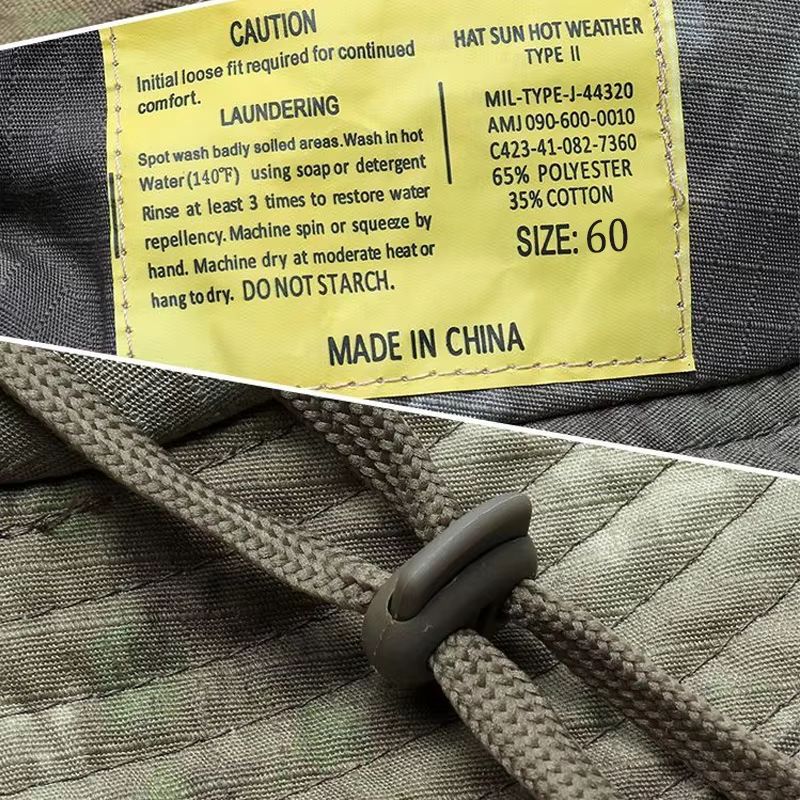 CAUTION
Initial loose fit required for continued
comfort.
LAUNDERING
Spot wash badly soiled areas.Wash in hot
Water(140°F) using soap or detergent
Rinse at least 3 times to restore water
repellency. Machine spin or squeeze by
hand. Machine dry at moderate heat or
hang to dry. DO NOT STARCH.
HAT SUN HOT WEATHER
TYPE II
MIL-TYPE-J-44320
AMJ 090-600-0010
C423-41-082-7360
65% POLYESTER
35% COTTON
SIZE: 60
MADE IN CHINA